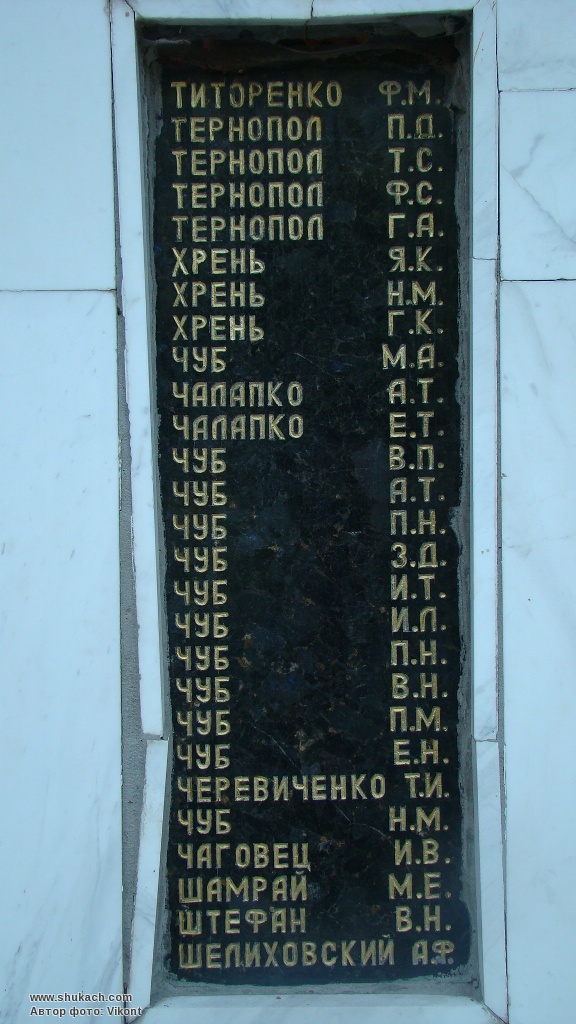 ТИТОРЕНКО Ф.М.
ТЕРНОПОЛ П.Д.
ТЕРНОПОЛ Т.С.
ТЕРНОПОЛ Ф.С.
ТЕРНОПОЛ Г.А.
ХРЕНЬ Я.К.
ХРЕНЬ Н.М.
ХРЕНЬ Г.К.
ЧУБ М.А.
ЧАЛАПКО А.Т.
ЧАЛАПКО Е.Т.
ЧУБ В.П.
ЧУБ А.Т.
ЧУБ П.Н.
ЧУБ З.Д.
ЧУБ И.Т.
ЧУБ И.Л.
ЧУБ П.Н.
ЧУБ В.Н.
ЧУБ П.М.
ЧУБ Е.Н.
ЧЕРЕВИЧЕНКО Т.И.
ЧУБ Н.М.
ЧАГОВЕЦ И.В.
ШАМРАЙ М.Е.
ШТЕФАН В.Н.
ШЕЛИХОВСКИЙ А.Ф.
www.shukach.com
Автор фото: Vikont